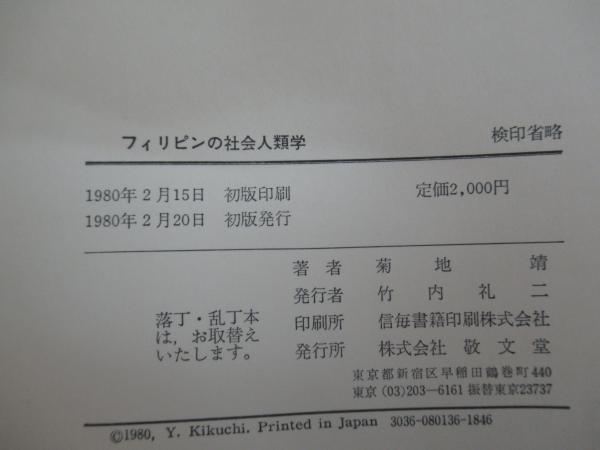 フィリピンの社会人類学 検印省略
1980年2月15日 初版印刷 定価2,000円
1980年2月20日 初版発行
著者 菊地靖
発行者 竹内礼二
印刷所 信毎書籍印刷株式会社
発行所 株式会社 敬文堂
落丁・乱丁本
は，お取替え
いたします。
東京都新宿区早稲田鶴巻町440
東京（03）203－6161 振替東京23737
©1980, Y. Kikuchi. Printed in Japan 3036-080136-1846